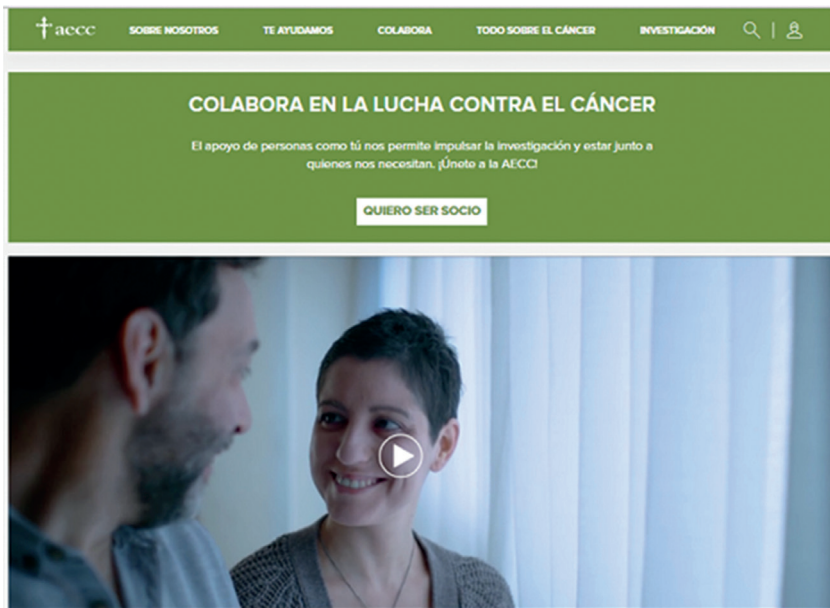 aecc
SOBRE NOSOTROS
TE AYUDAMOS
COLABORA
TODO SOBRE EL CÁNCER
INVESTIGACIÓN
COLABORA EN LA LUCHA CONTRA EL CÁNCER
El apoyo de personas como tú nos permite impulsar la investigación y estar junto a
quienes nos necesitan. ¡Únete a la AECC!
QUIERO SER SOCIO